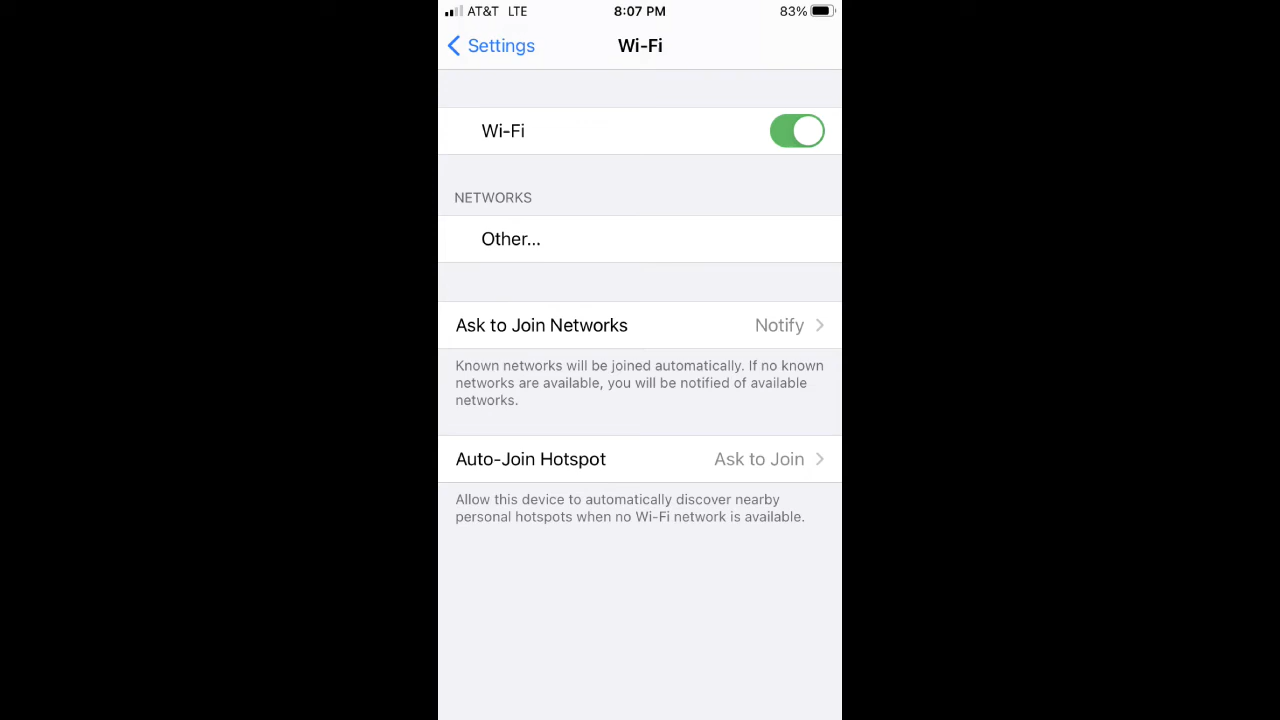 AT&T LTE 8:07 PM 83%
Settings Wi-Fi
Wi-Fi
NETWORKS
Other...
Ask to Join Networks Notify
Known networks will be joined automatically. If no known
networks are available, you will be notified of available
networks.
Auto-Join Hotspot Ask to Join
Allow this device to automatically discover nearby
personal hotspots when no Wi-Fi network is available.